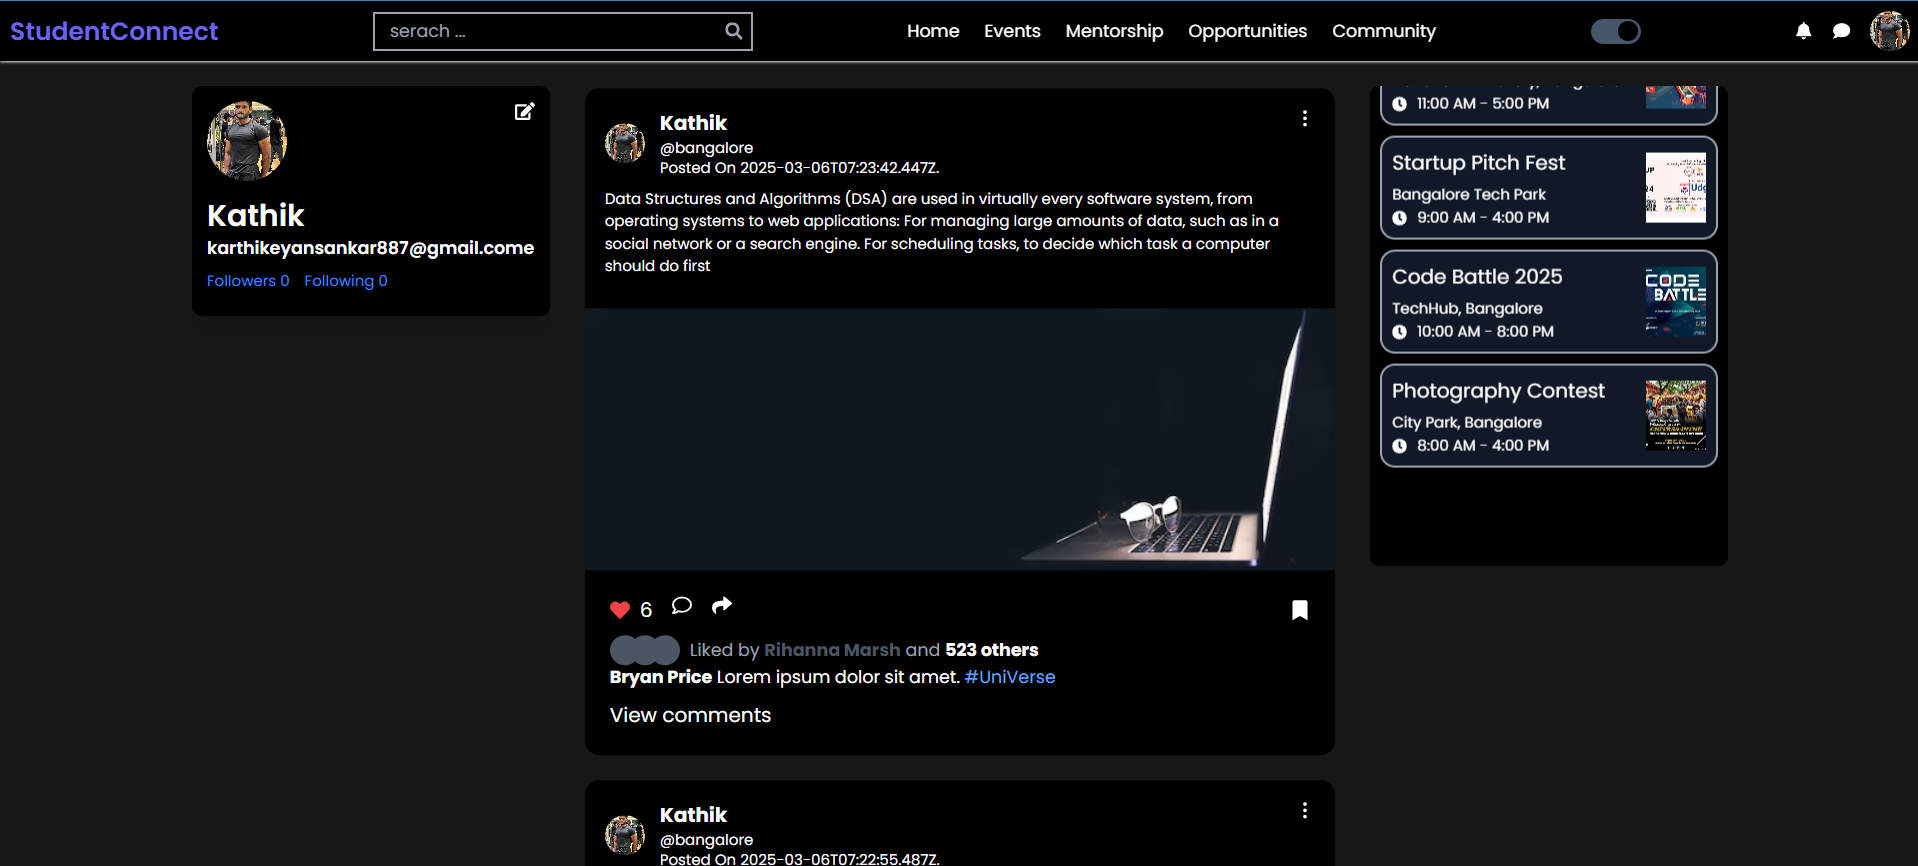 StudentConnect
serach ...
Home
Events
Mentorship
Opportunities
Community
Kathik
karthikeyansankar887@gmail.come
Followers 0
Following 0
Kathik
@bangalore
Posted On 2025-03-06T07:23:42.447Z.
Data Structures and Algorithms (DSA) are used in virtually every software system, from
operating systems to web applications: For managing large amounts of data, such as in a
social network or a search engine. For scheduling tasks, to decide which task a computer
should do first
6
Liked by Rihanna Marsh and 523 others
Bryan Price Lorem ipsum dolor sit amet. #UniVerse
View comments
Kathik
@bangalore
Posted On 2025-03-06T07:22:55.487Z.
11:00 AM - 5:00 PM
Startup Pitch Fest
Bangalore Tech Park
9:00 AM - 4:00 PM
Code Battle 2025
TechHub, Bangalore
10:00 AM - 8:00 PM
CODE
BATTLE
Photography Contest
City Park, Bangalore
8:00 AM - 4:00 PM